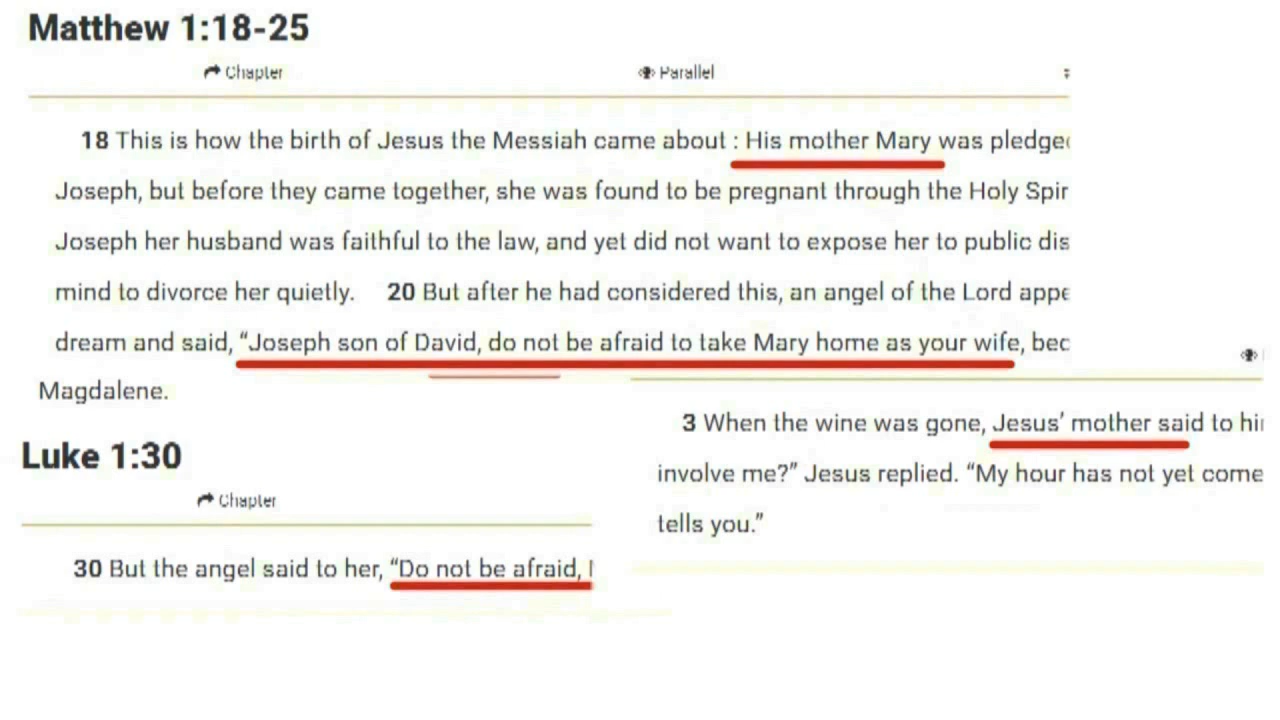 Matthew 1:18-25
Chapter Parallel
18 This is how the birth of Jesus the Messiah came about : His mother Mary was pledge
Joseph, but before they came together, she was found to be pregnant through the Holy Spir
Joseph her husband was faithful to the law, and yet did not want to expose her to public dis
mind to divorce her quietly. 20 But after he had considered this, an angel of the Lord appe
dream and said, “Joseph son of David, do not be afraid to take Mary home as your wife, bec
Magdalene.
Luke 1:30
Chapter
30 But the angel said to her, “Do not be afraid,
3 When the wine was gone, Jesus’ mother said to hi
involve me?” Jesus replied. “My hour has not yet come
tells you.”